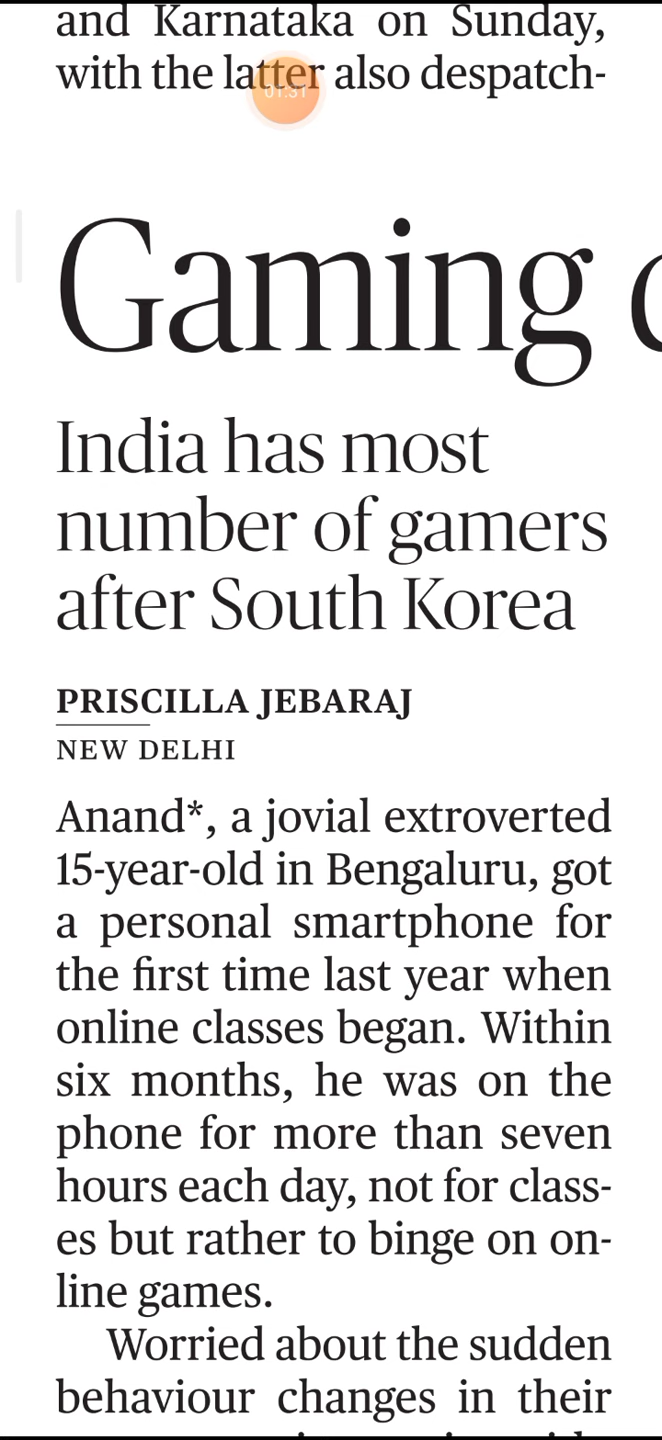 and Karnataka on Sunday,
with the latter also despatch-
01:31
Gaming
India has most
number of gamers
after South Korea
PRISCILLA JEBARAJ
NEW DELHI
Anand*, a jovial extroverted
15-year-old in Bengaluru, got
a personal smartphone for
the first time last year when
online classes began. Within
six months, he was on the
phone for more than seven
hours each day, not for class-
es but rather to binge on on-
line games.
Worried about the sudden
behaviour changes in their